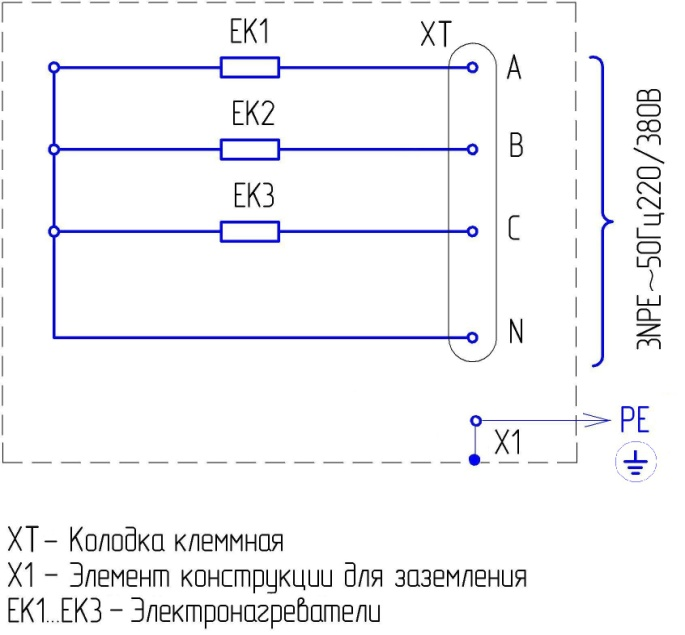 EK1
XT
A
EK2
B
EK3
C
N
3NPE~50Гц220/380В
PE
X1
XT – Колодка клеммная
X1 – Элемент конструкции для заземления
EK1...EK3 – Электронагреватели